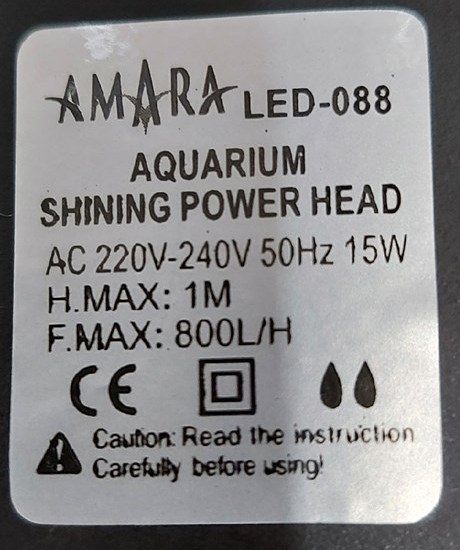 AMARA LED-088
AQUARIUM
SHINING POWER HEAD
AC 220V-240V 50Hz 15W
H.MAX: 1M
F.MAX: 800L/H
CE
Caution: Read the instruction
Carefully before using!